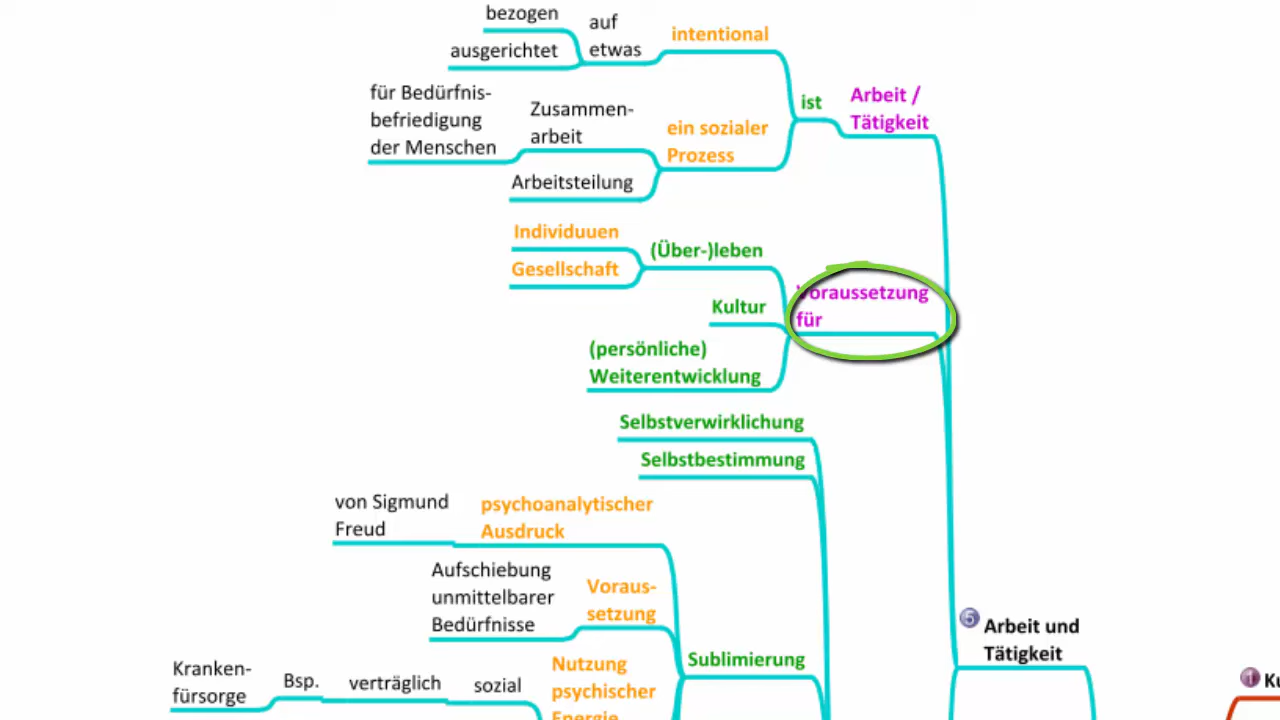 bezogen
ausgerichtet
auf
etwas
intentional
für Bedürfnis-
befriedigung
der Menschen
Zusammen-
arbeit
Arbeitsteilung
ein sozialer
Prozess
ist
Arbeit /
Tätigkeit
Individuuen
Gesellschaft
(Über-)leben
Kultur
(persönliche)
Weiterentwicklung
Voraussetzung
für
Selbstverwirklichung
Selbstbestimmung
von Sigmund
Freud
psychoanalytischer
Ausdruck
Aufschiebung
unmittelbarer
Bedürfnisse
Voraus-
setzung
Kranken-
fürsorge
Bsp.
verträglich
sozial
Nutzung
psychischer
Energie
Sublimierung
5
Arbeit und
Tätigkeit
1